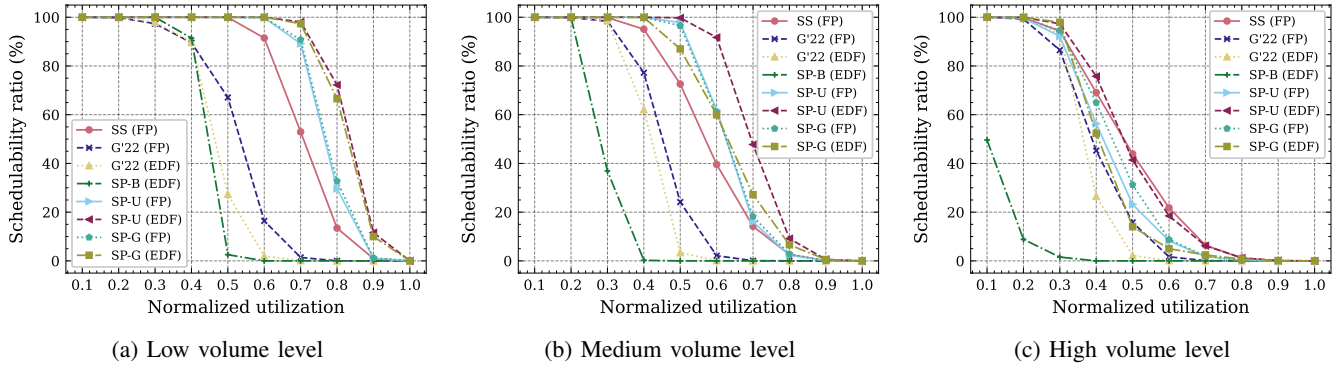 Schedulability ratio (%)
100
80
60
40
20
0
SS (FP)
G'22 (FP)
G'22 (EDF)
SP-B (EDF)
SP-U (FP)
SP-U (EDF)
SP-G (FP)
SP-G (EDF)
0.1 0.2 0.3 0.4 0.5 0.6 0.7 0.8 0.9 1.0
Normalized utilization
(a) Low volume level
Schedulability ratio (%)
100
80
60
40
20
0
SS (FP)
G'22 (FP)
G'22 (EDF)
SP-B (EDF)
SP-U (FP)
SP-U (EDF)
SP-G (FP)
SP-G (EDF)
0.1 0.2 0.3 0.4 0.5 0.6 0.7 0.8 0.9 1.0
Normalized utilization
(b) Medium volume level
Schedulability ratio (%)
100
80
60
40
20
0
SS (FP)
G'22 (FP)
G'22 (EDF)
SP-B (EDF)
SP-U (FP)
SP-U (EDF)
SP-G (FP)
SP-G (EDF)
0.1 0.2 0.3 0.4 0.5 0.6 0.7 0.8 0.9 1.0
Normalized utilization
(c) High volume level